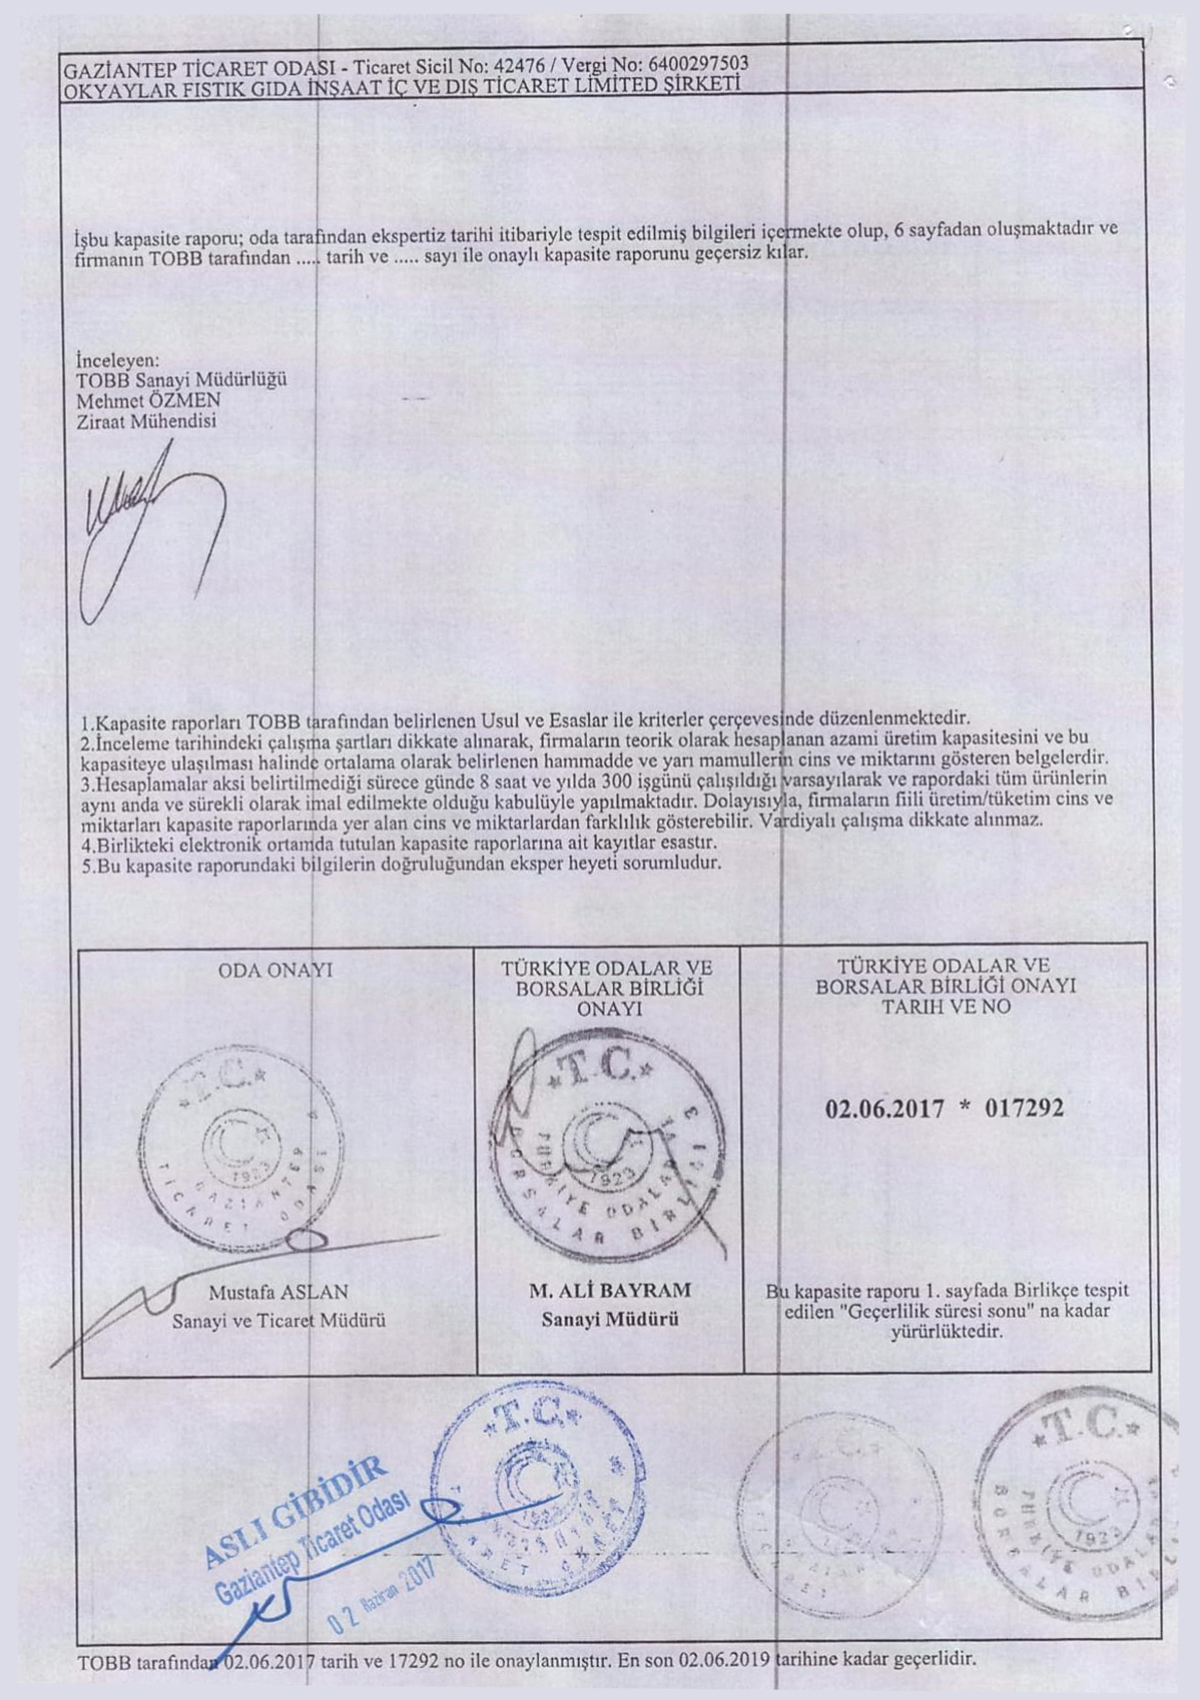 GAZİANTEP TİCARET ODASI - Ticaret Sicil No: 42476 / Vergi No: 6400297503
OKYAYLAR FISTIK GIDA İNŞAAT İÇ VE DIŞ TİCARET LİMİTED ŞİRKETİ
İşbu kapasite raporu; oda tarafından ekspertiz tarihi itibariyle tespit edilmiş bilgileri içermekte olup, 6 sayfadan oluşmaktadır ve
firmanın TOBB tarafından ..... tarih ve ..... sayı ile onaylı kapasite raporunu geçersiz kılar.
İnceleyen:
TOBB Sanayi Müdürlüğü
Mehmet ÖZMEN
Ziraat Mühendisi
1.Kapasite raporları TOBB tarafından belirlenen Usul ve Esaslar ile kriterler çerçevesinde düzenlenmektedir.
2.İnceleme tarihindeki çalışma şartları dikkate alınarak, firmaların teorik olarak hesaplanan azami üretim kapasitesini ve bu
kapasiteye ulaşılması halinde ortalama olarak belirlenen hammadde ve yarı mamullerin cins ve miktarını gösteren belgelerdir.
3.Hesaplamalar aksi belirtilmediği sürece günde 8 saat ve yılda 300 işgünü çalışıldığı varsayılarak ve rapordaki tüm ürünlerin
aynı anda ve sürekli olarak imal edilmekte olduğu kabulüyle yapılmaktadır. Dolayısıyla, firmaların fiili üretim/tüketim cins ve
miktarları kapasite raporlarında yer alan cins ve miktarlardan farklılık gösterebilir. Vardiyalı çalışma dikkate alınmaz.
4.Birlikteki elektronik ortamda tutulan kapasite raporlarına ait kayıtlar esastır.
5.Bu kapasite raporundaki bilgilerin doğruluğundan eksper heyeti sorumludur.
ODA ONAYI
T.C.
1923
GAZİANTEP
TİCARET ODASI
Mustafa ASLAN
Sanayi ve Ticaret Müdürü
TÜRKİYE ODALAR VE
BORSALAR BİRLİĞİ
ONAYI
T.C.
1923
TÜRKİYE ODALAR
BORSALAR BİRLİĞİ
M. ALİ BAYRAM
Sanayi Müdürü
TÜRKİYE ODALAR VE
BORSALAR BİRLİĞİ ONAYI
TARIH VE NO
02.06.2017 * 017292
Bu kapasite raporu 1. sayfada Birlikçe tespit
edilen "Geçerlilik süresi sonu" na kadar
yürürlüktedir.
ASLI GİBİDİR
Gaziantep Ticaret Odası
02 Haziran 2017
T.C.
T.C.
T.C.
1923
TÜRKİYE ODALAR
BORSALAR
TOBB tarafından 02.06.2017 tarih ve 17292 no ile onaylanmıştır. En son 02.06.2019 tarihine kadar geçerlidir.